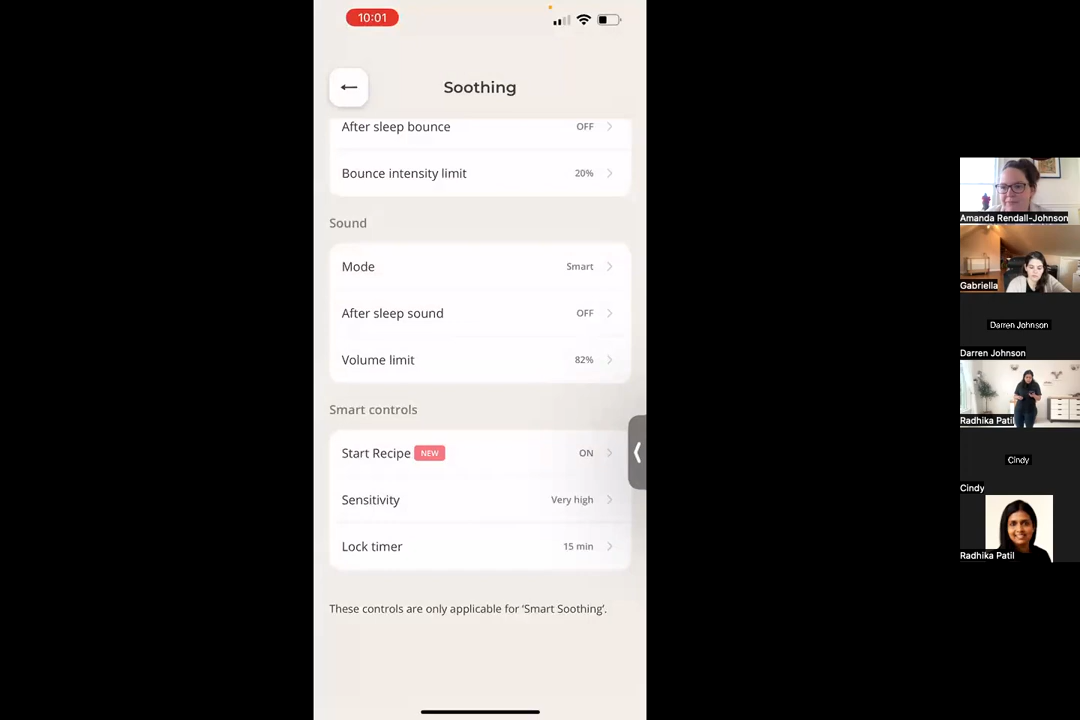 10:01
Soothing
After sleep bounce OFF
Bounce intensity limit 20%
Sound
Mode Smart
After sleep sound OFF
Volume limit 82%
Smart controls
Start Recipe NEW ON
Sensitivity Very high
Lock timer 15 min
These controls are only applicable for ‘Smart Soothing’.
Amanda Rendall-Johnson
Gabriella
Darren Johnson
Darren Johnson
Radhika Patil
Cindy
Cindy
Radhika Patil